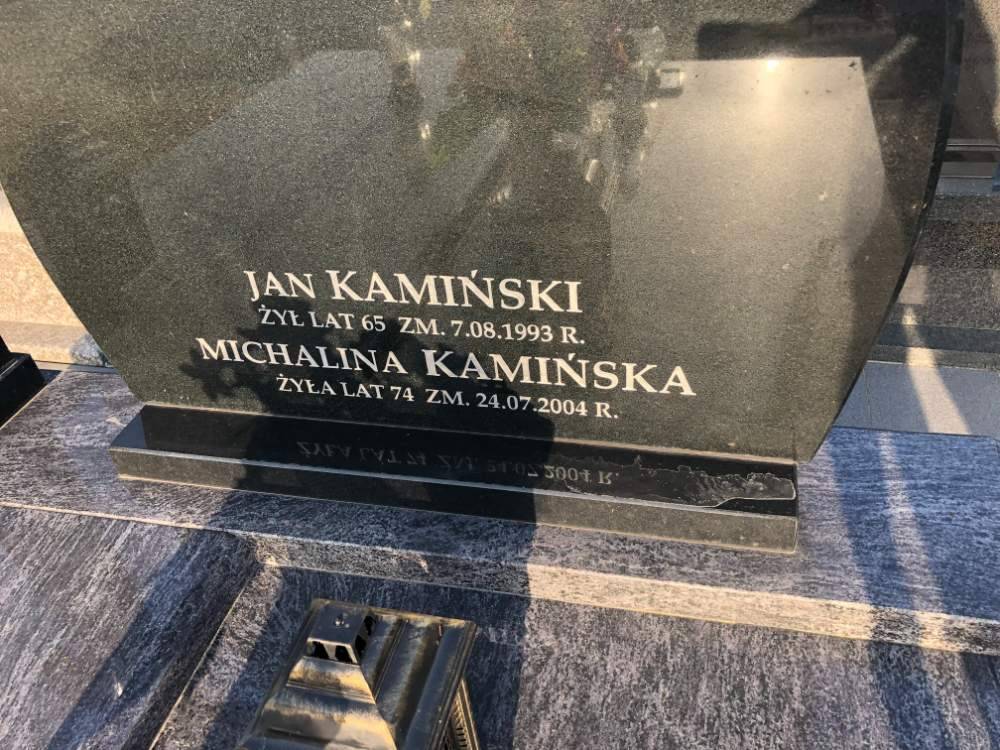 JAN KAMIŃSKI
ŻYŁ LAT 65 ZM. 7.08.1993 R.
MICHALINA KAMIŃSKA
ŻYŁA LAT 74 ZM. 24.07.2004 R.